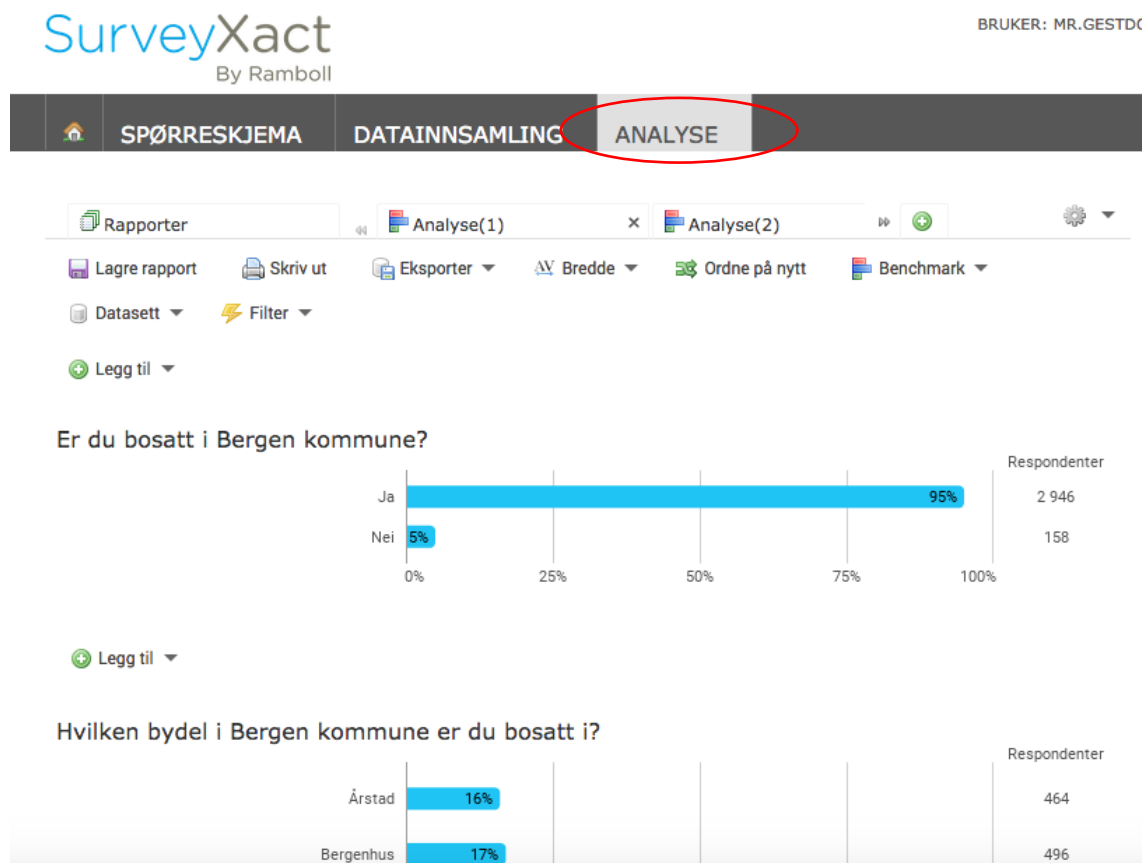 SurveyXact
By Ramboll
BRUKER: MR.GESTDO
SPØRRESKJEMA DATAINNSAMLING ANALYSE
Rapporter Analyse(1) Analyse(2)
Lagre rapport Skriv ut Eksporter Bredde Ordne på nytt Benchmark
Datasett Filter
Legg til
Er du bosatt i Bergen kommune?
Respondenter
Ja 95% 2 946
Nei 5% 158
0% 25% 50% 75% 100%
Legg til
Hvilken bydel i Bergen kommune er du bosatt i?
Respondenter
Årstad 16% 464
Bergenhus 17% 496